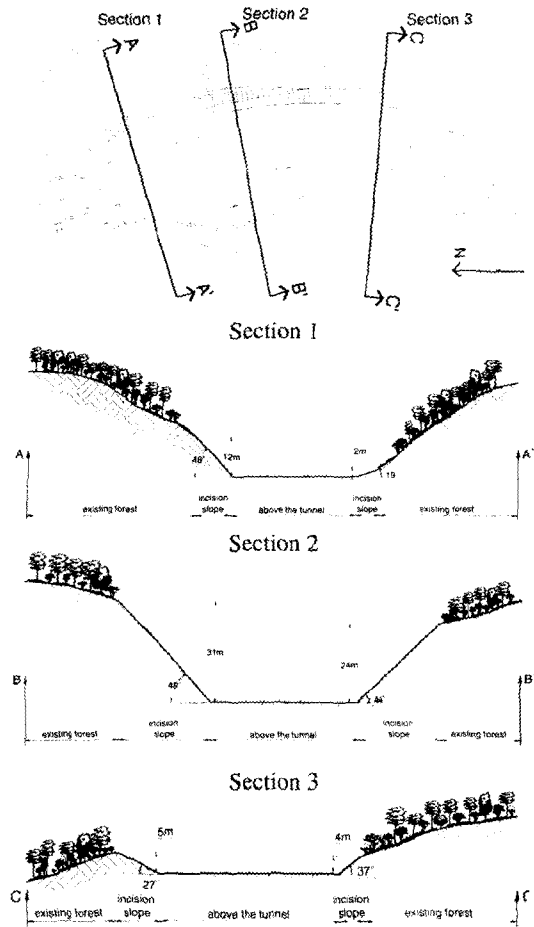 Section 1 Section 2 Section 3
A B C
N
A' B' C'
Section 1
48° 12m 2m 19
A A'
existing forest incision slope above the tunnel incision slope existing forest
Section 2
31m 24m
48°
B B
existing forest incision slope above the tunnel incision slope existing forest
Section 3
5m 4m
27° 37°
C
existing forest incision slope above the tunnel incision slope existing forest